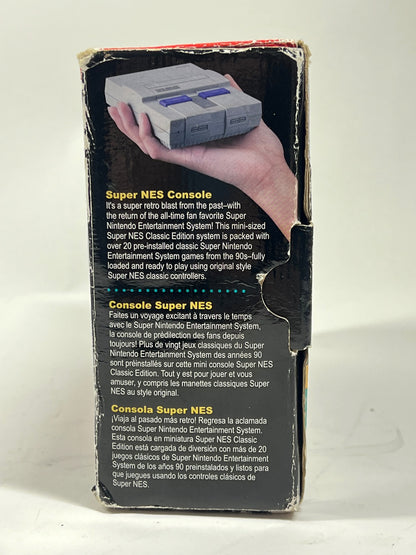 Super NES Console
It's a super retro blast from the past–with
the return of the all-time fan favorite Super
Nintendo Entertainment System! This mini-sized
Super NES Classic Edition system is packed with
over 20 pre-installed classic Super Nintendo
Entertainment System games from the 90s–fully
loaded and ready to play using original style
Super NES classic controllers.
Console Super NES
Faites un voyage excitant à travers le temps
avec le Super Nintendo Entertainment System,
la console de prédilection des fans depuis
toujours! Plus de vingt jeux classiques du Super
Nintendo Entertainment System des années 90
sont préinstallés sur cette mini console Super NES
Classic Edition. Tout y est pour jouer et vous
amuser, y compris les manettes classiques Super
NES au style original.
Consola Super NES
¡Viaja al pasado más retro! Regresa la aclamada
consola Super Nintendo Entertainment System.
Esta consola en miniatura Super NES Classic
Edition está cargada de diversión con más de 20
juegos clásicos de Super Nintendo Entertainment
System de los años 90 preinstalados y listos para
que juegues usando los controles clásicos de
Super NES.